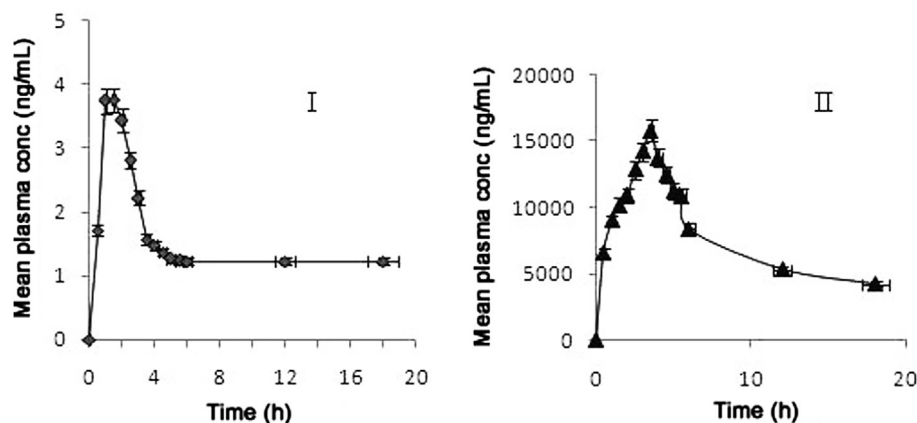 Mean plasma conc (ng/mL)
5
4
3
2
1
0
I
0 4 8 12 16 20
Time (h)
Mean plasma conc (ng/mL)
20000
15000
10000
5000
0
II
0 10 20
Time (h)